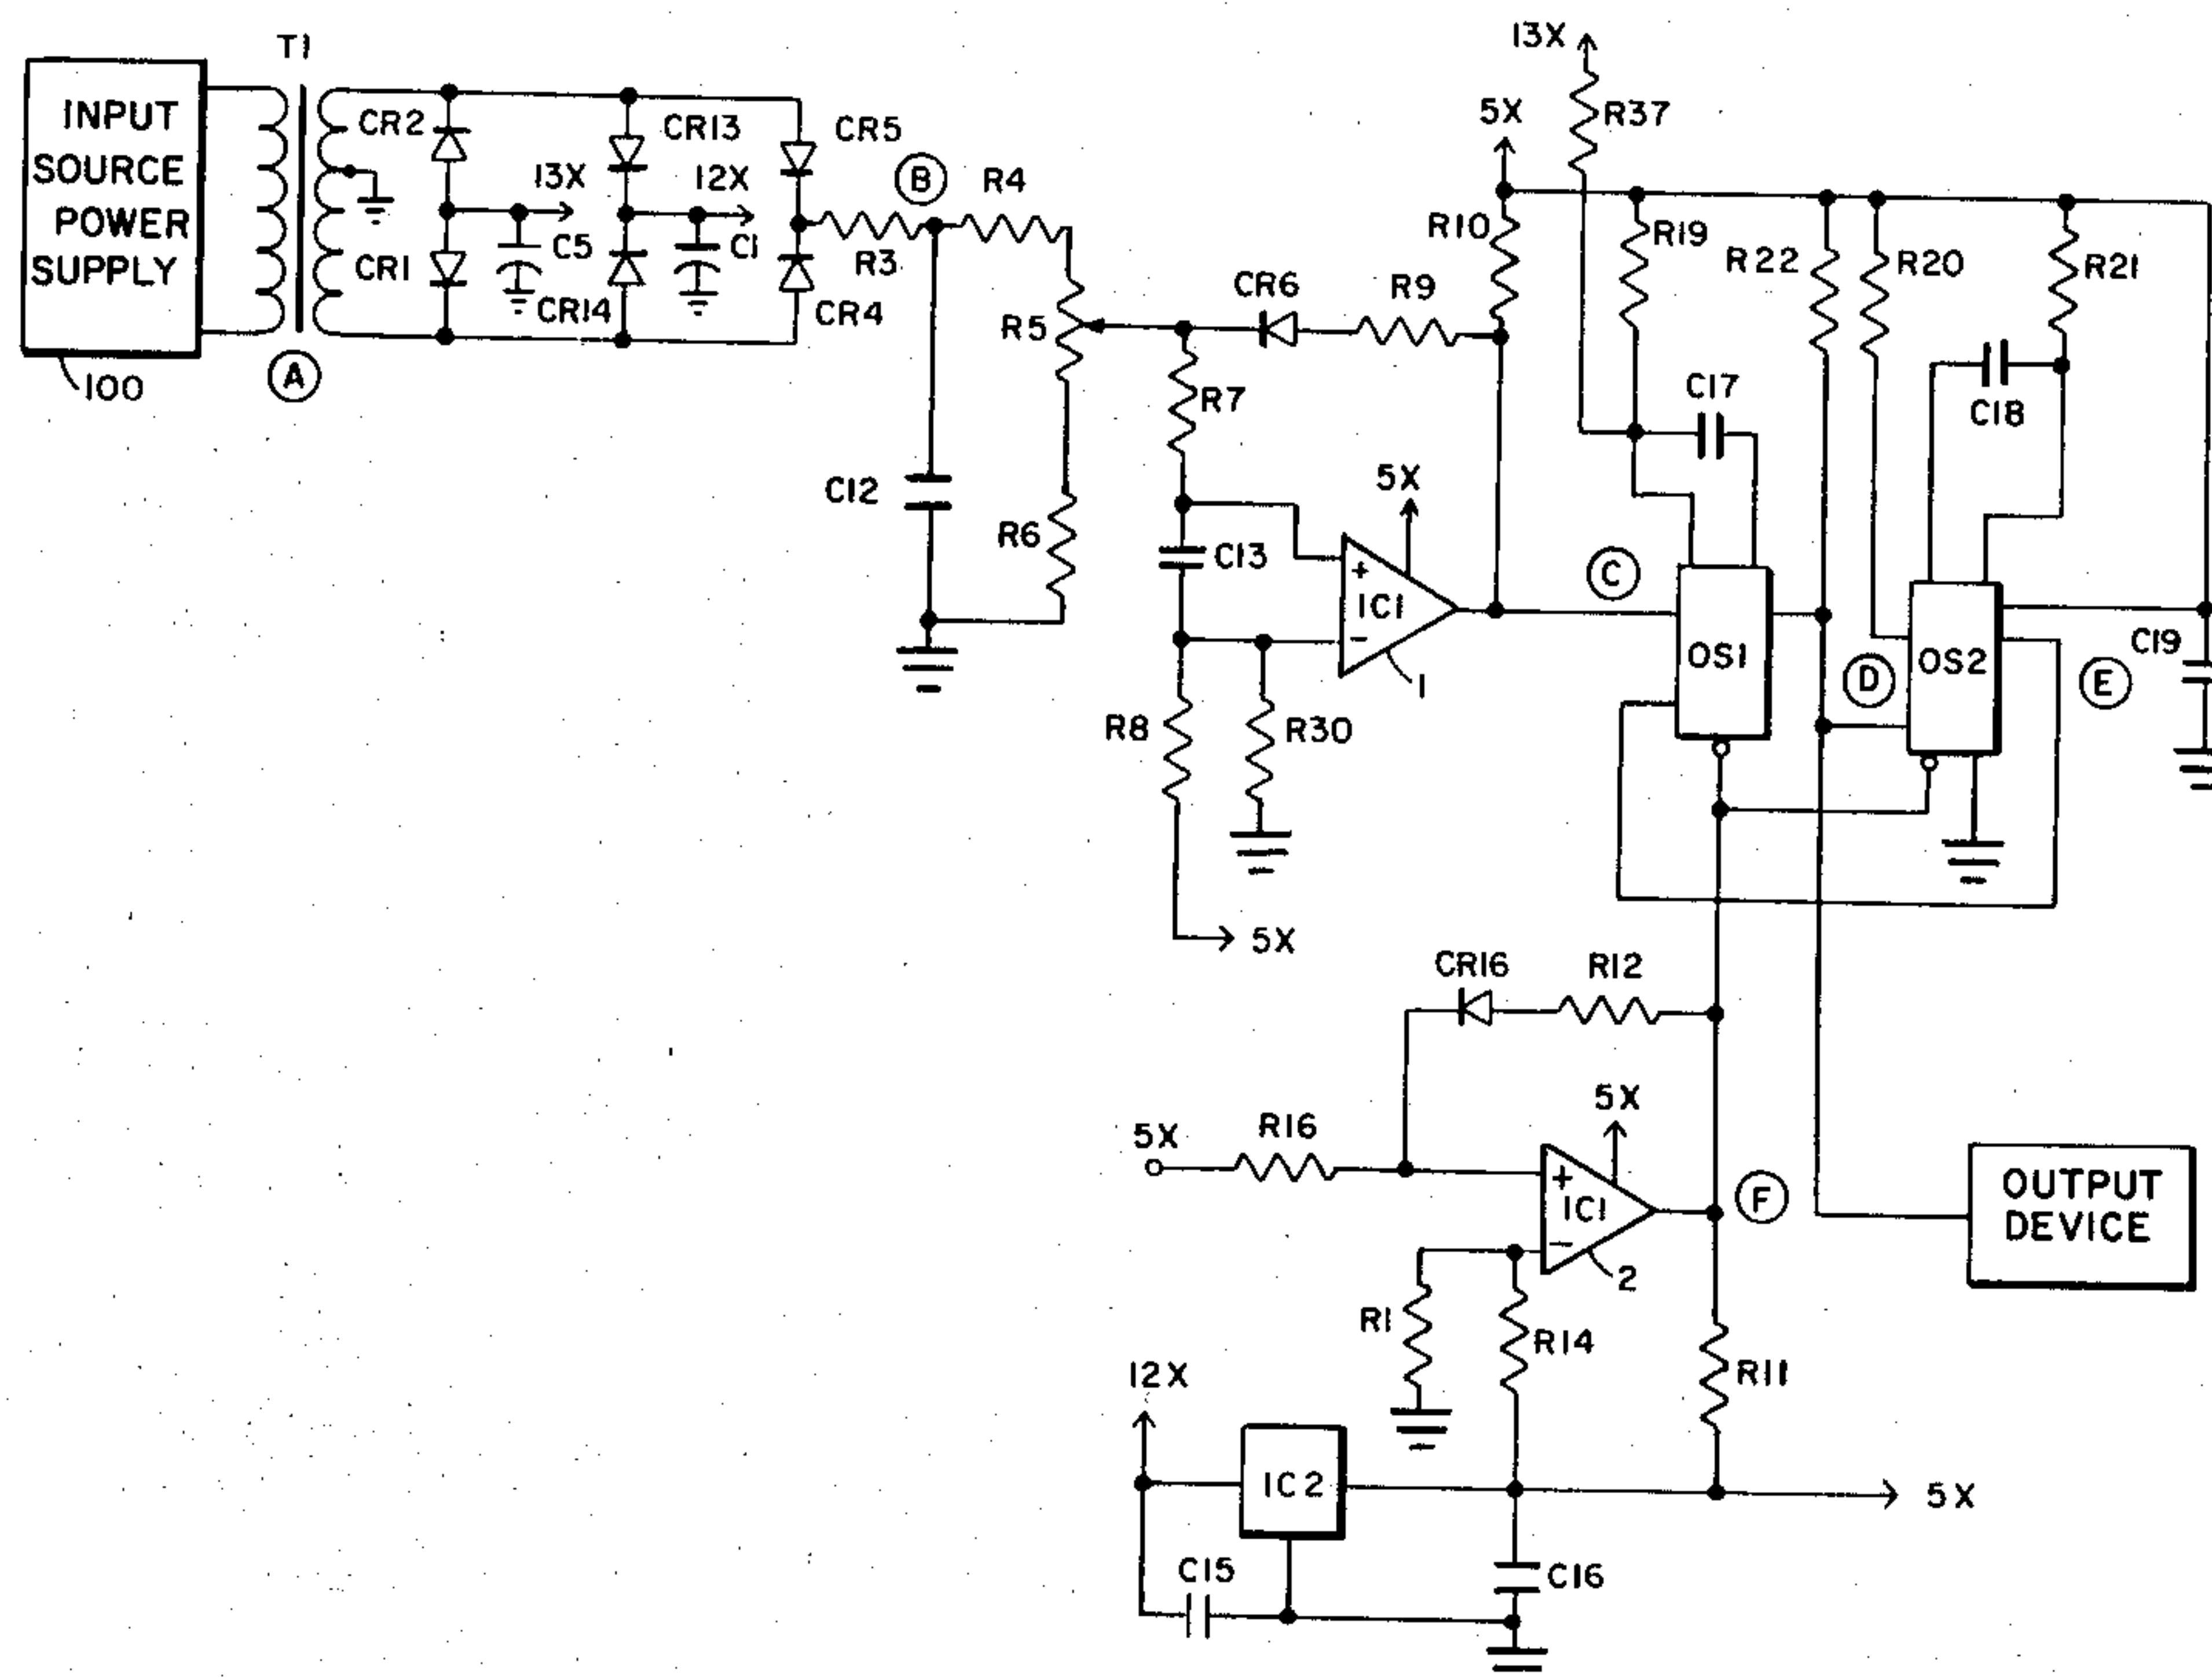 T1
INPUT
SOURCE
POWER
SUPPLY
100
A
CR2
CR13
CR5
13X
12X
B
R4
CR1
C5
C1
R3
CR14
CR4
R5
C12
R6
CR6
R9
R7
C13
5X
+
IC1
-
1
R8
R30
5X
13X
5X
R37
R10
R19
R22
R20
R21
C17
C18
C
OS1
D
OS2
E
C19
CR16
R12
5X
R16
5X
+
IC1
-
2
F
OUTPUT
DEVICE
R1
R14
R11
12X
IC2
5X
C15
C16